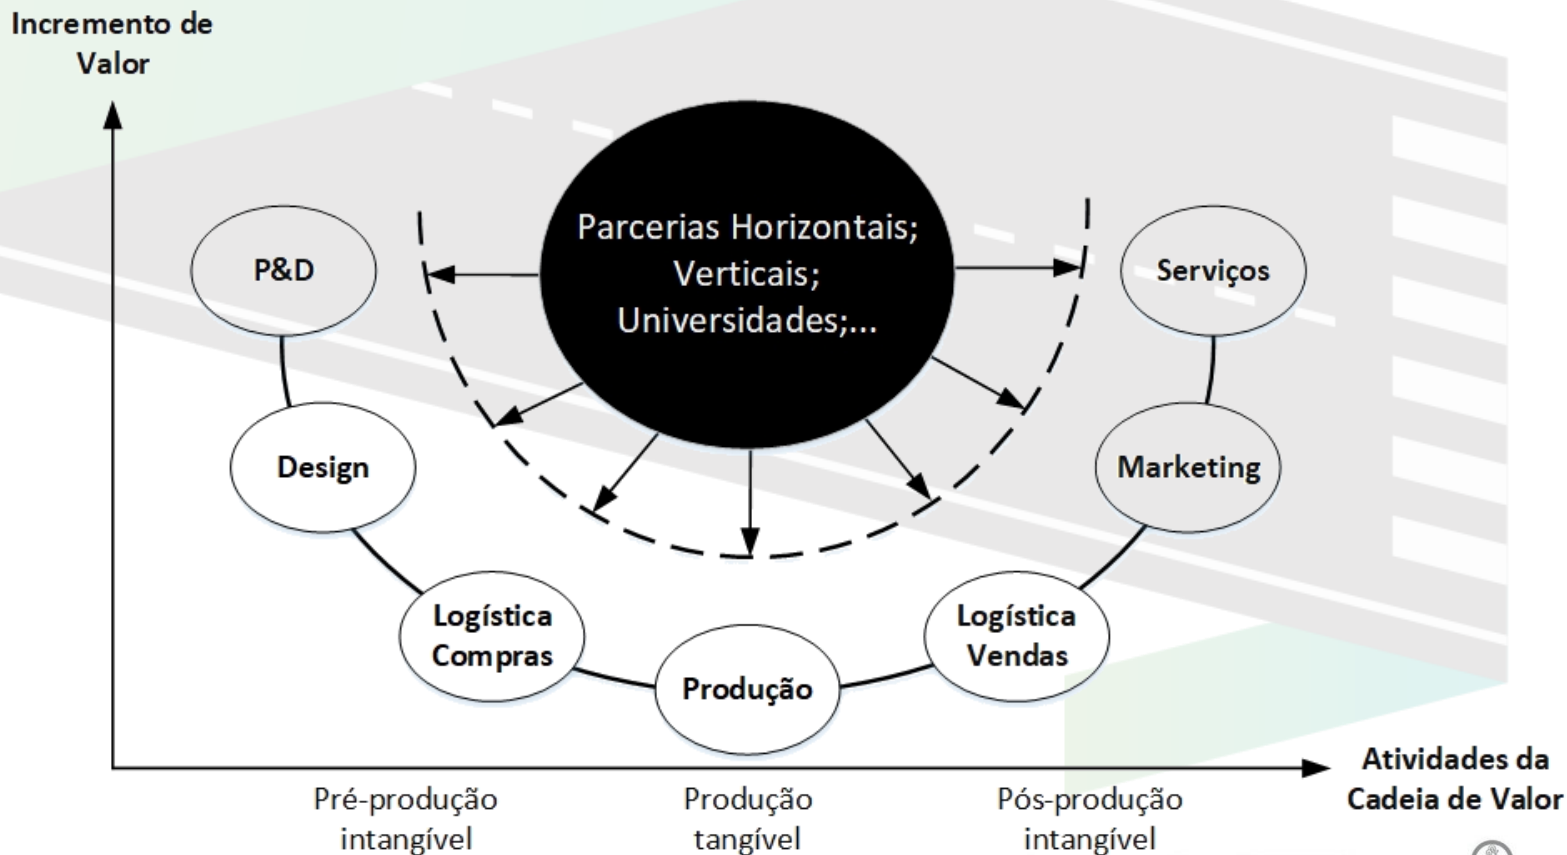 Incremento de
Valor
Parcerias Horizontais;
Verticais;
Universidades;...
P&D
Serviços
Design
Marketing
Logística
Compras
Logística
Vendas
Produção
Atividades da
Cadeia de Valor
Pré-produção
intangível
Produção
tangível
Pós-produção
intangível